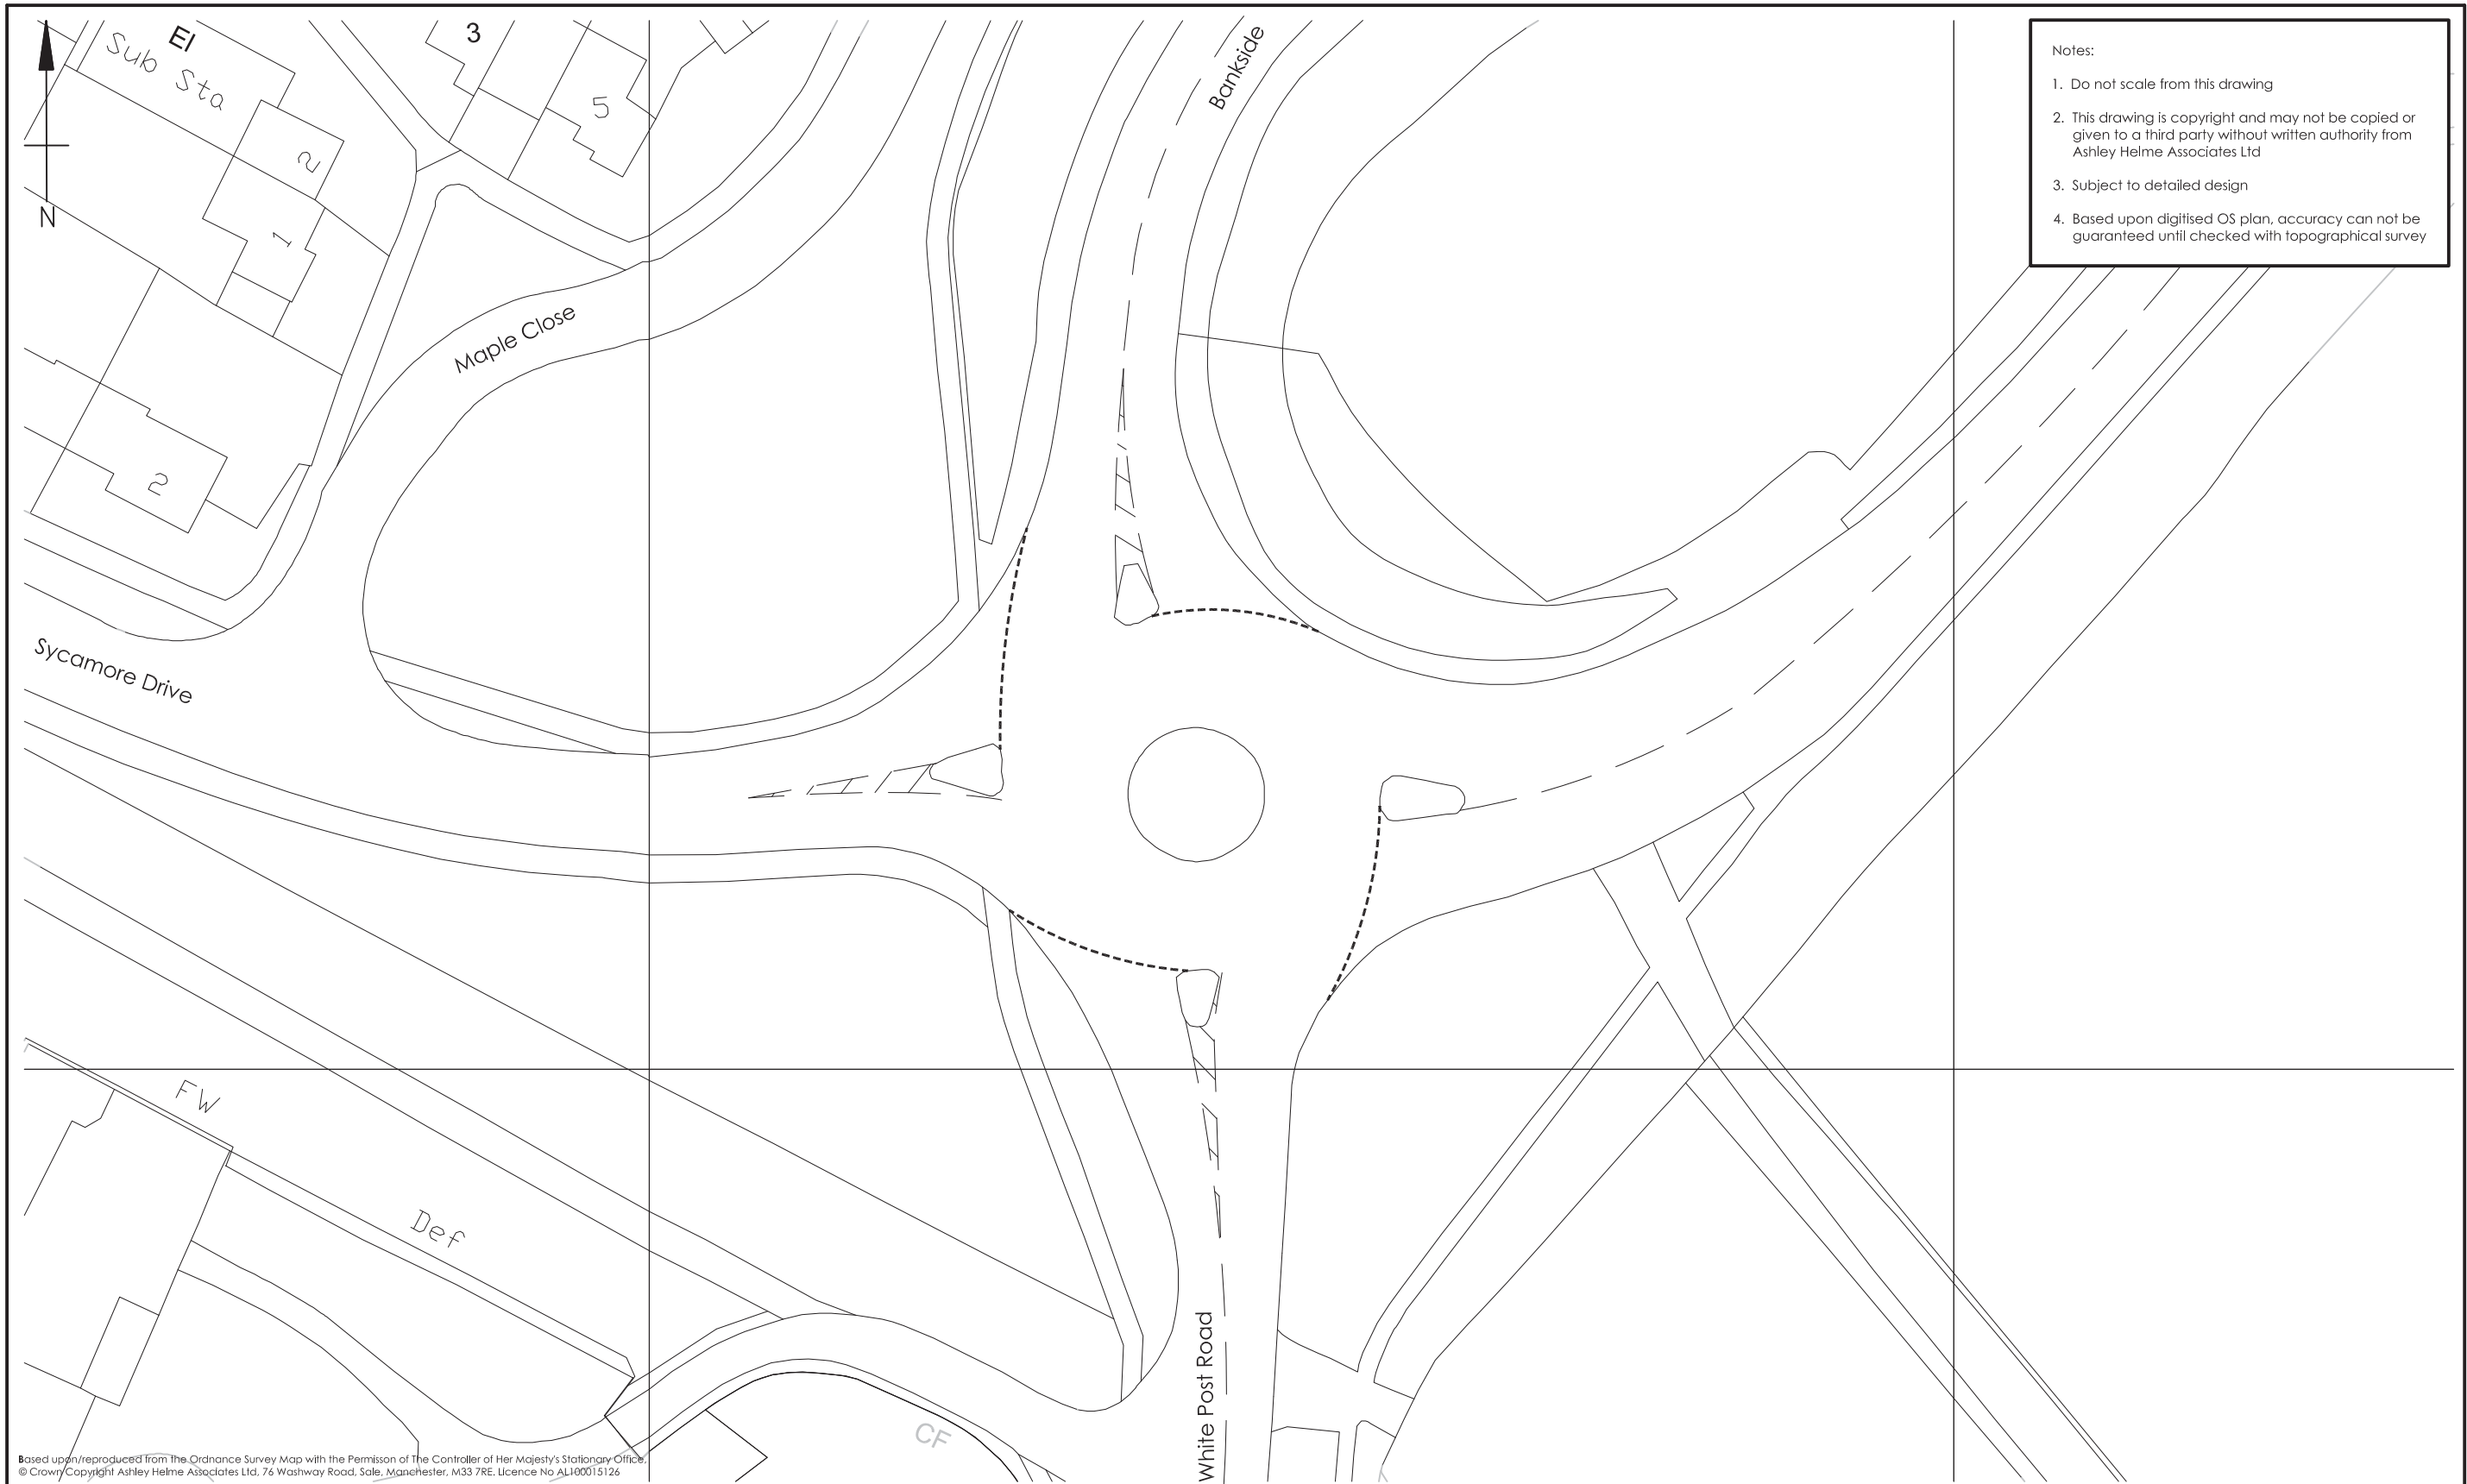 El
Sub Sta
3
5
2
1
2
N
Maple Close
Bankside
Sycamore Drive
Notes:
1. Do not scale from this drawing
2. This drawing is copyright and may not be copied or
given to a third party without written authority from
Ashley Helme Associates Ltd
3. Subject to detailed design
4. Based upon digitised OS plan, accuracy can not be
guaranteed until checked with topographical survey
FW
Def
CF
White Post Road
Based upon/reproduced from the Ordnance Survey Map with the Permisson of The Controller of Her Majesty's Stationary Office.
© Crown Copyright Ashley Helme Associates Ltd, 76 Washway Road, Sale, Manchester, M33 7RE. Licence No AL100015126